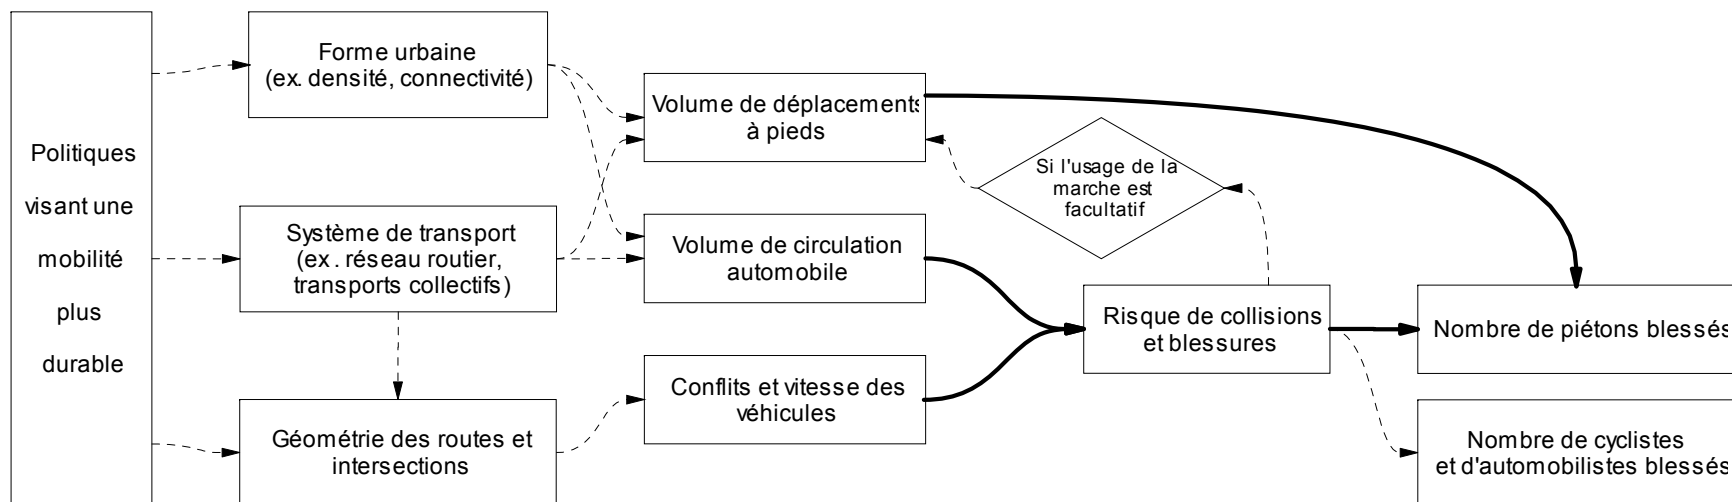 Politiques
visant une
mobilité
plus
durable
Forme urbaine
(ex. densité, connectivité)
Système de transport
(ex. réseau routier,
transports collectifs)
Géométrie des routes et
intersections
Volume de déplacements
à pieds
Volume de circulation
automobile
Conflits et vitesse des
véhicules
Si l'usage de la
marche est
facultatif
Risque de collisions
et blessures
Nombre de piétons blessés
Nombre de cyclistes
et d'automobilistes blessés